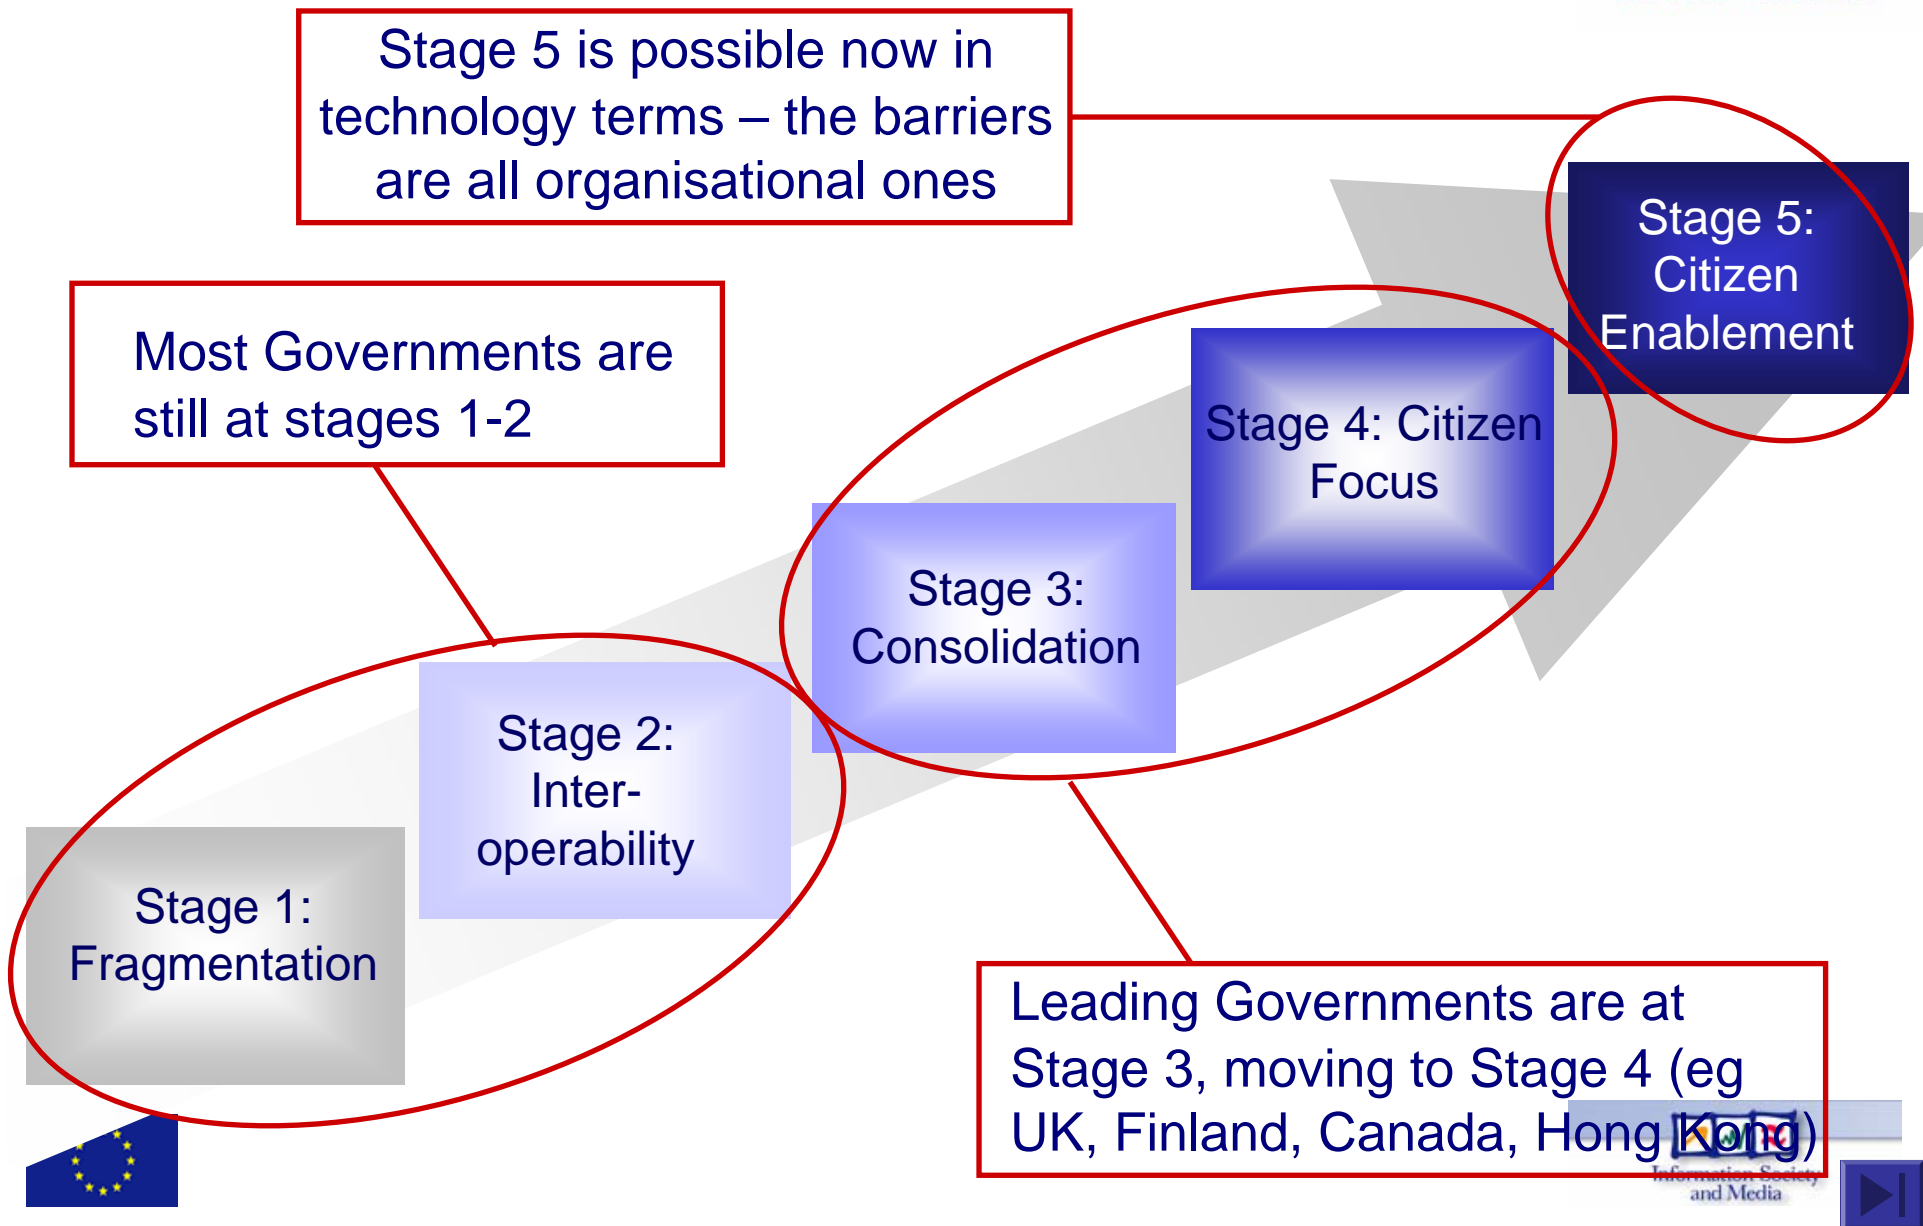 Stage 5 is possible now in
technology terms – the barriers
are all organisational ones
Stage 5:
Citizen
Enablement
Most Governments are
still at stages 1-2
Stage 4: Citizen
Focus
Stage 3:
Consolidation
Stage 2:
Inter-
operability
Stage 1:
Fragmentation
Leading Governments are at
Stage 3, moving to Stage 4 (eg
UK, Finland, Canada, Hong Kong)
Information Society
and Media